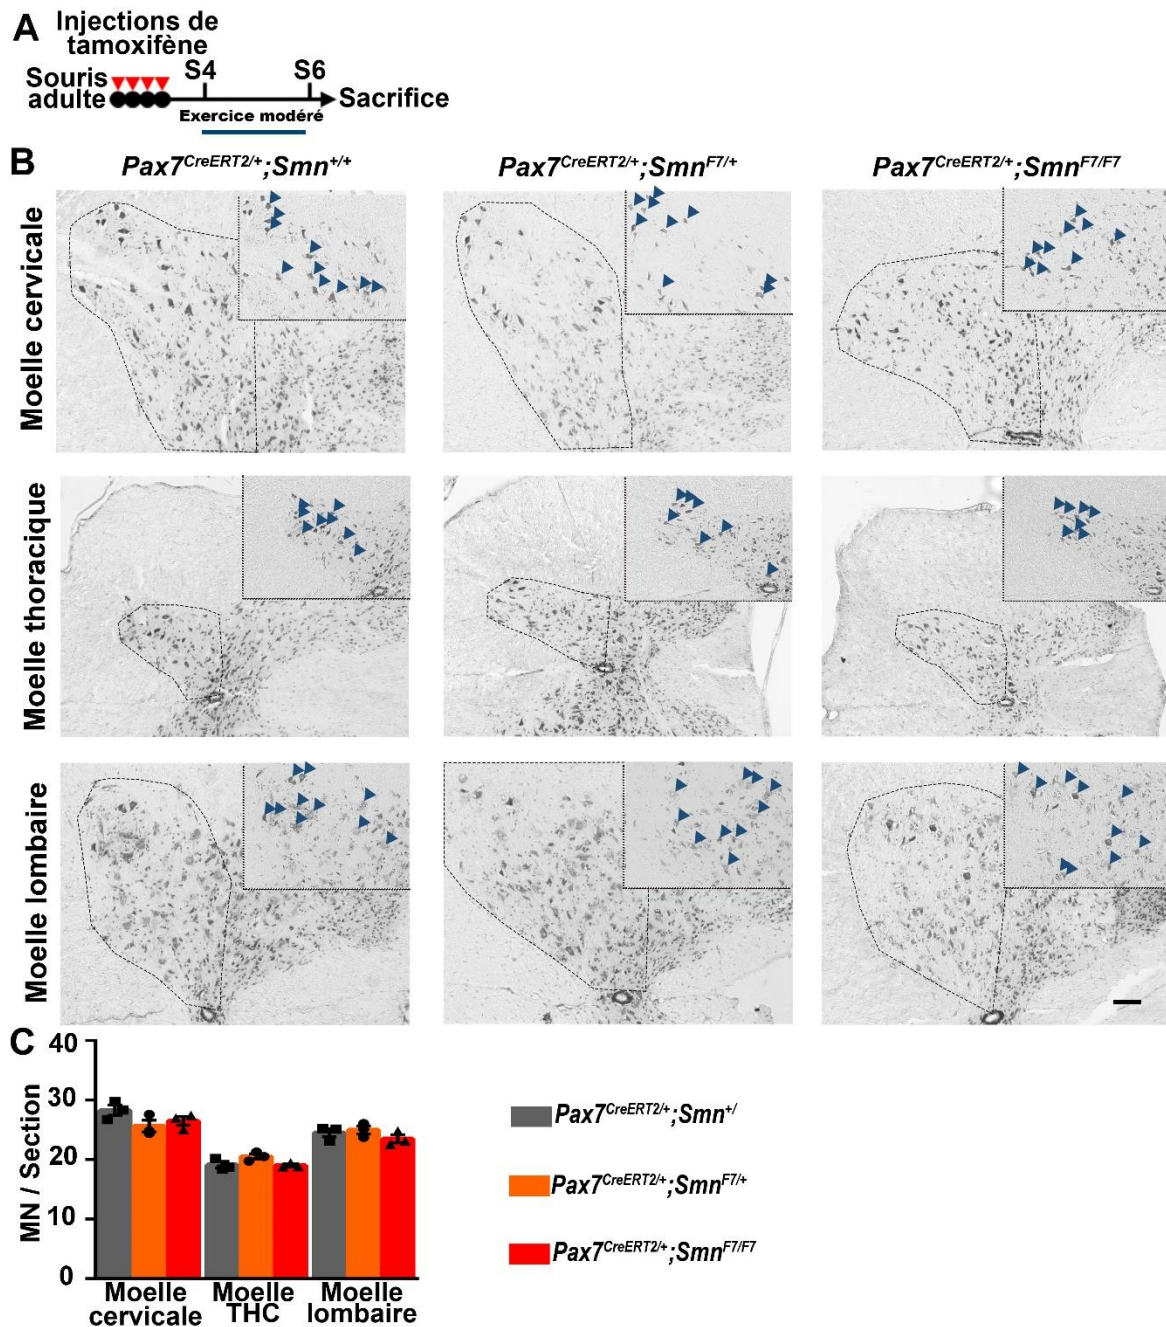 A
Injections de
tamoxifène
Souris
adulte
S4
S6
Sacrifice
Exercice modéré
B
Pax7CreERT2/+;Smn+/+
Pax7CreERT2/+;SmnF7/+
Pax7CreERT2/+;SmnF7/F7
Moelle cervicale
Moelle thoracique
Moelle lombaire
C
MN / Section
40
30
20
10
0
Moelle
cervicale
Moelle
THC
Moelle
lombaire
Pax7CreERT2/+;Smn+/
Pax7CreERT2/+;SmnF7/+
Pax7CreERT2/+;SmnF7/F7